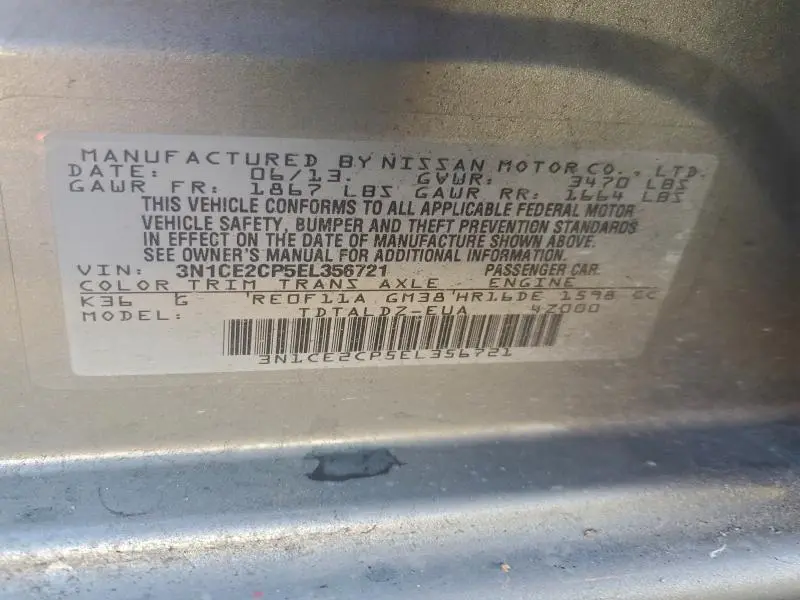 MANUFACTURED BY NISSAN MOTOR CO., LTD.
DATE: 06/13. GVWR: 3470 LBS
GAWR FR: 1867 LBS GAWR RR: 1664 LBS
THIS VEHICLE CONFORMS TO ALL APPLICABLE FEDERAL MOTOR
VEHICLE SAFETY, BUMPER AND THEFT PREVENTION STANDARDS
IN EFFECT ON THE DATE OF MANUFACTURE SHOWN ABOVE.
SEE OWNER'S MANUAL FOR ADDITIONAL INFORMATION.
VIN: 3N1CE2CP5EL356721 PASSENGER CAR
COLOR TRIM TRANS AXLE ENGINE
K36 G RE0F11A GM38 HR16DE 1598 CC
MODEL: TDTALDZ-EUA 4Z000
3N1CE2CP5EL356721